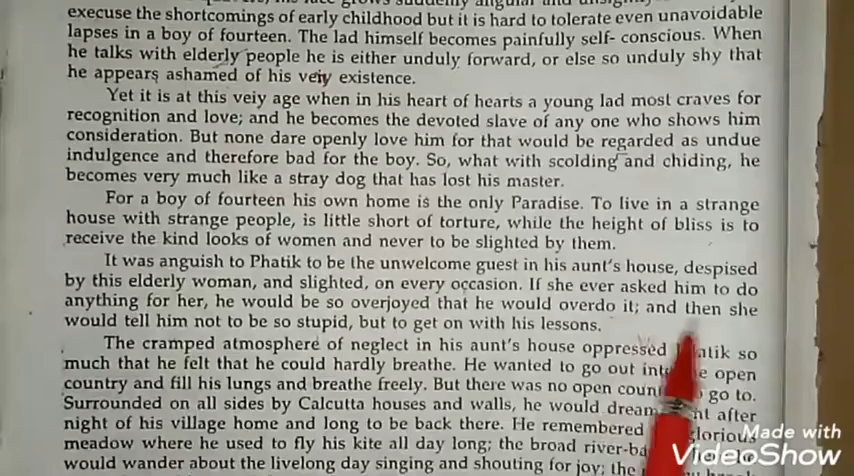 execuse the shortcomings of early childhood but it is hard to tolerate even unavoidable
lapses in a boy of fourteen. The lad himself becomes painfully self- conscious. When
he talks with elderly people he is either unduly forward, or else so unduly shy that
he appears ashamed of his veiy existence.
Yet it is at this veiy age when in his heart of hearts a young lad most craves for
recognition and love; and he becomes the devoted slave of any one who shows him
consideration. But none dare openly love him for that would be regarded as undue
indulgence and therefore bad for the boy. So, what with scolding and chiding, he
becomes very much like a stray dog that has lost his master.
For a boy of fourteen his own home is the only Paradise. To live in a strange
house with strange people, is little short of torture, while the height of bliss is to
receive the kind looks of women and never to be slighted by them.
It was anguish to Phatik to be the unwelcome guest in his aunt's house, despised
by this elderly woman, and slighted, on every occasion. If she ever asked him to do
anything for her, he would be so overjoyed that he would overdo it; and then she
would tell him not to be so stupid, but to get on with his lessons.
The cramped atmosphere of neglect in his aunt's house oppressed so
much that he felt that he could hardly breathe. He wanted to go out open
country and fill his lungs and breathe freely. But there was no open go to.
Surrounded on all sides by Calcutta houses and walls, he would dream after
night of his village home and long to be back there. He remembered glorious
meadow where he used to fly his kite all day long; the broad
would wander about the livelong day singing and shouting for joy; the
Made with
VideoShow